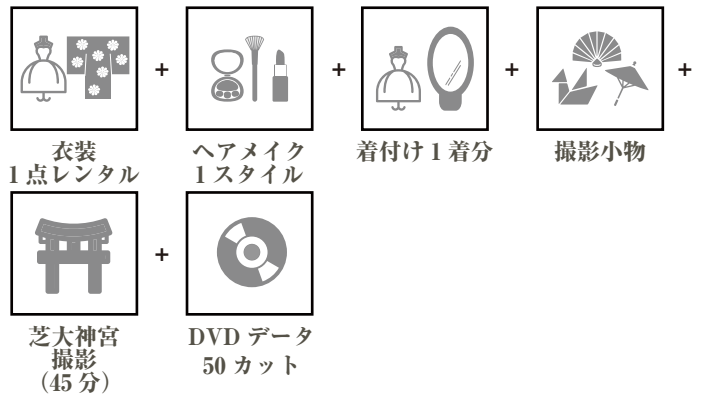 衣装
1点レンタル
+
ヘアメイク
1スタイル
+
着付け1着分
+
撮影小物
+
芝大神宮
撮影
（45分）
+
DVDデータ
50カット